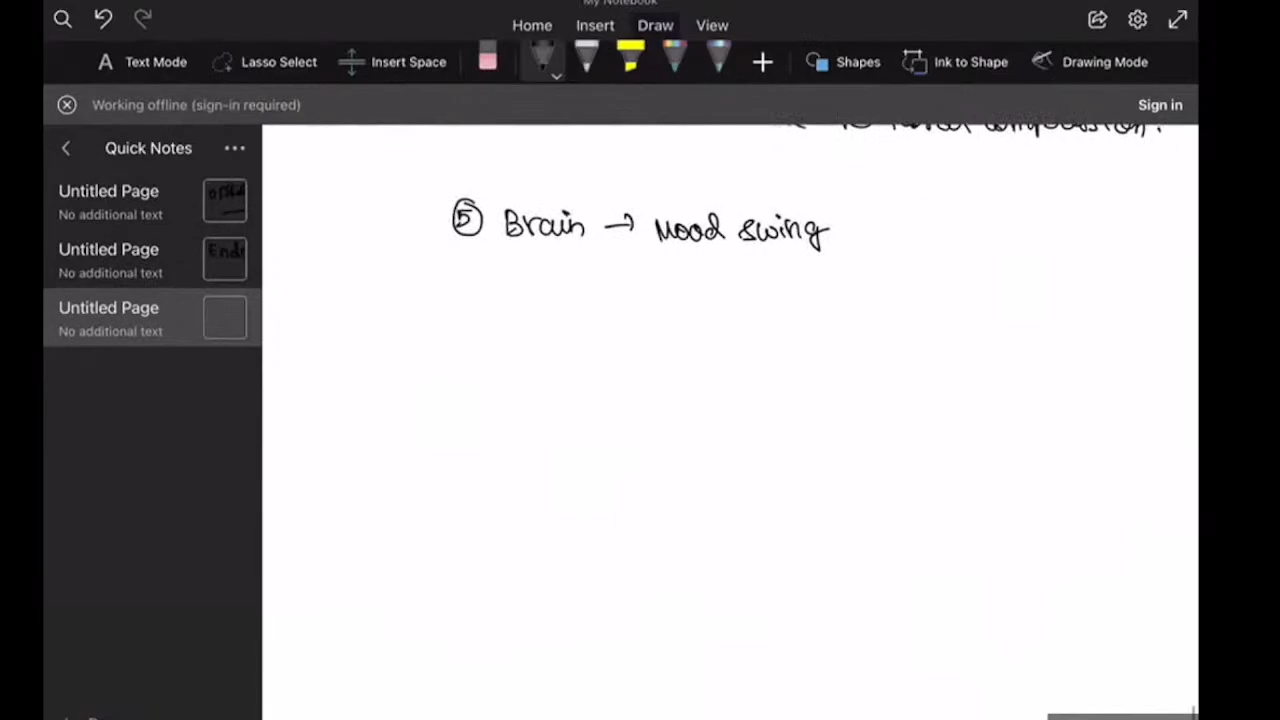 My Notebook
Home Insert Draw View
Text Mode Lasso Select Insert Space Shapes Ink to Shape Drawing Mode
Working offline (sign-in required) Sign in
Quick Notes
compression.
Untitled Page
No additional text
⑤ Brain → Mood swing
Untitled Page
No additional text
Untitled Page
No additional text